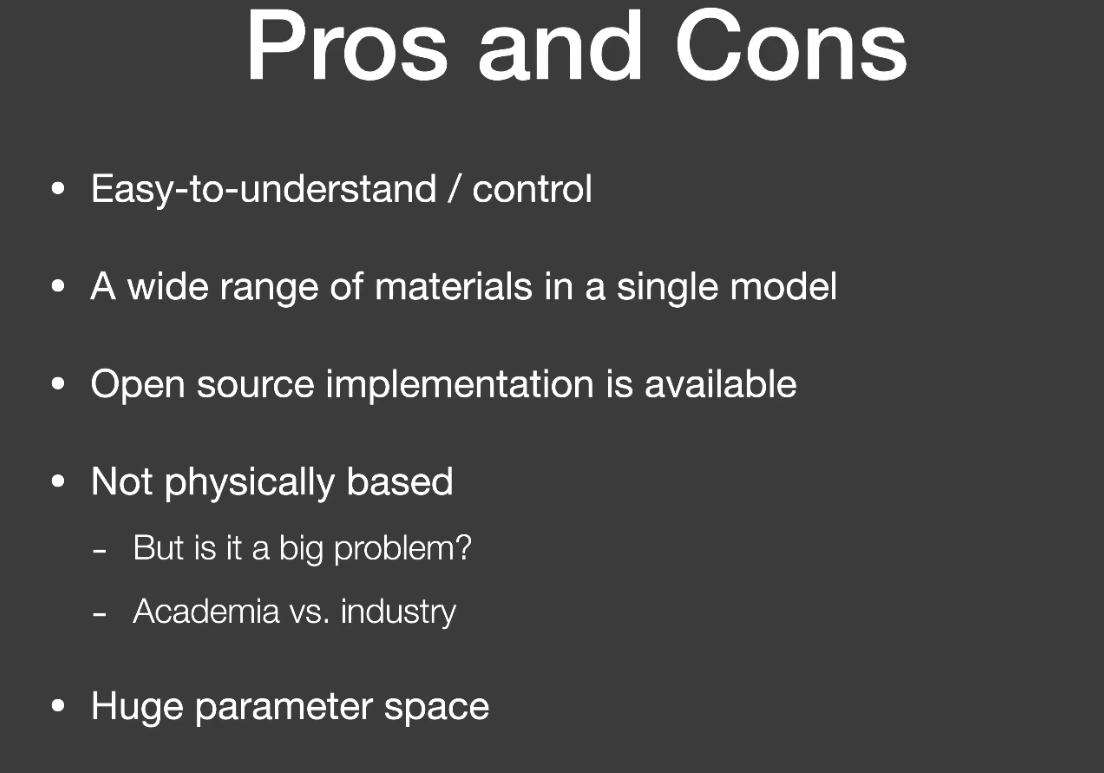 Pros and Cons
• Easy-to-understand / control
• A wide range of materials in a single model
• Open source implementation is available
• Not physically based
- But is it a big problem?
- Academia vs. industry
• Huge parameter space